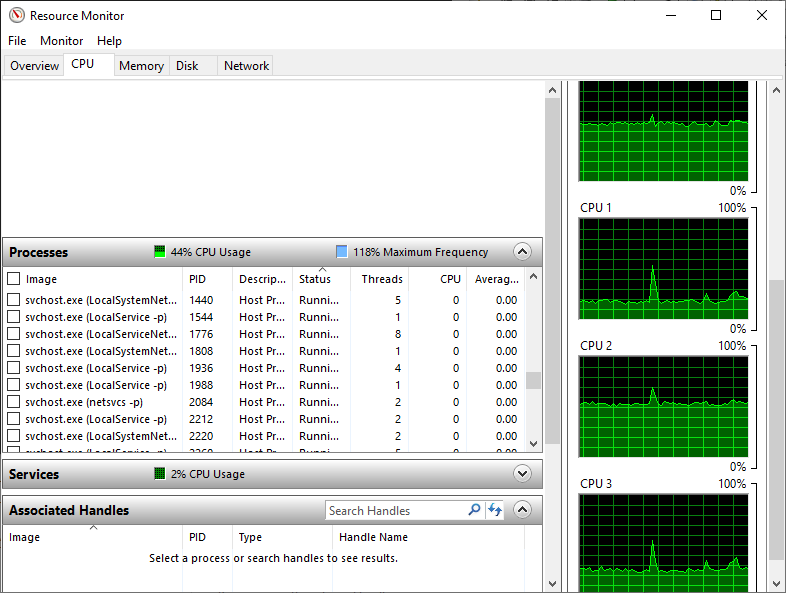 Resource Monitor
File Monitor Help
Overview CPU Memory Disk Network
0%
CPU 1 100%
0%
CPU 2 100%
0%
CPU 3 100%
Processes 44% CPU Usage 118% Maximum Frequency
Image PID Descrip... Status Threads CPU Averag...
svchost.exe (LocalSystemNet... 1440 Host Pr... Runni... 5 0 0.00
svchost.exe (LocalService -p) 1544 Host Pr... Runni... 1 0 0.00
svchost.exe (LocalServiceNet... 1776 Host Pr... Runni... 8 0 0.00
svchost.exe (LocalSystemNet... 1808 Host Pr... Runni... 1 0 0.00
svchost.exe (LocalService -p) 1936 Host Pr... Runni... 4 0 0.00
svchost.exe (LocalService -p) 1988 Host Pr... Runni... 1 0 0.00
svchost.exe (netsvcs -p) 2084 Host Pr... Runni... 2 0 0.00
svchost.exe (LocalService -p) 2212 Host Pr... Runni... 2 0 0.00
svchost.exe (LocalSystemNet... 2220 Host Pr... Runni... 2 0 0.00
Services 2% CPU Usage
Associated Handles Search Handles
Image PID Type Handle Name
Select a process or search handles to see results.